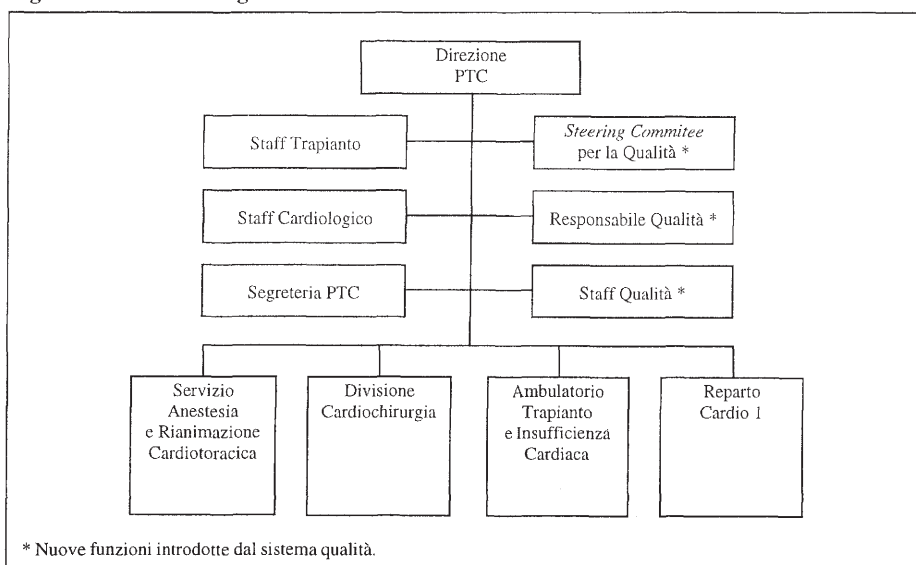 Direzione
PTC
Staff Trapianto
Steering Commitee
per la Qualità *
Staff Cardiologico
Responsabile Qualità *
Segreteria PTC
Staff Qualità *
Servizio
Anestesia
e Rianimazione
Cardiotoracica
Divisione
Cardiochirurgia
Ambulatorio
Trapianto
e Insufficienza
Cardiaca
Reparto
Cardio 1
* Nuove funzioni introdotte dal sistema qualità.